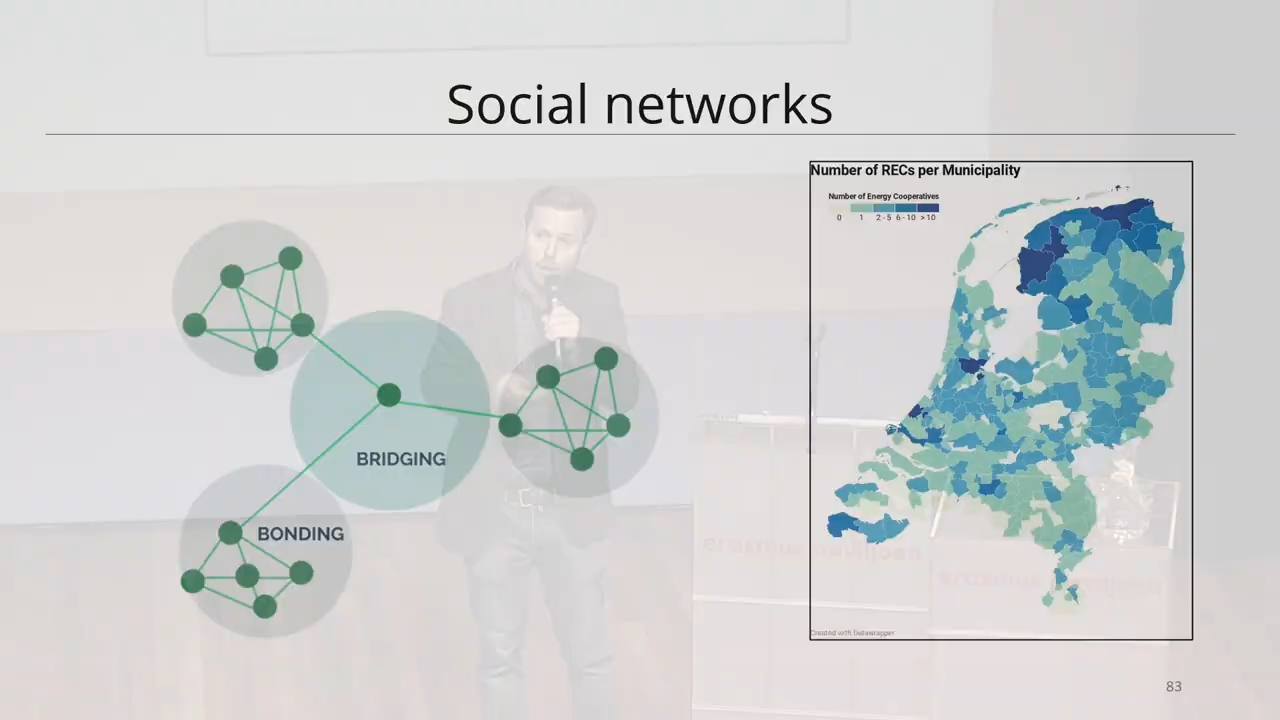 Social networks
Number of RECs per Municipality
Number of Energy Cooperatives
0 1 2-5 6-10 >10
BRIDGING
BONDING
Created with Datawrapper
83